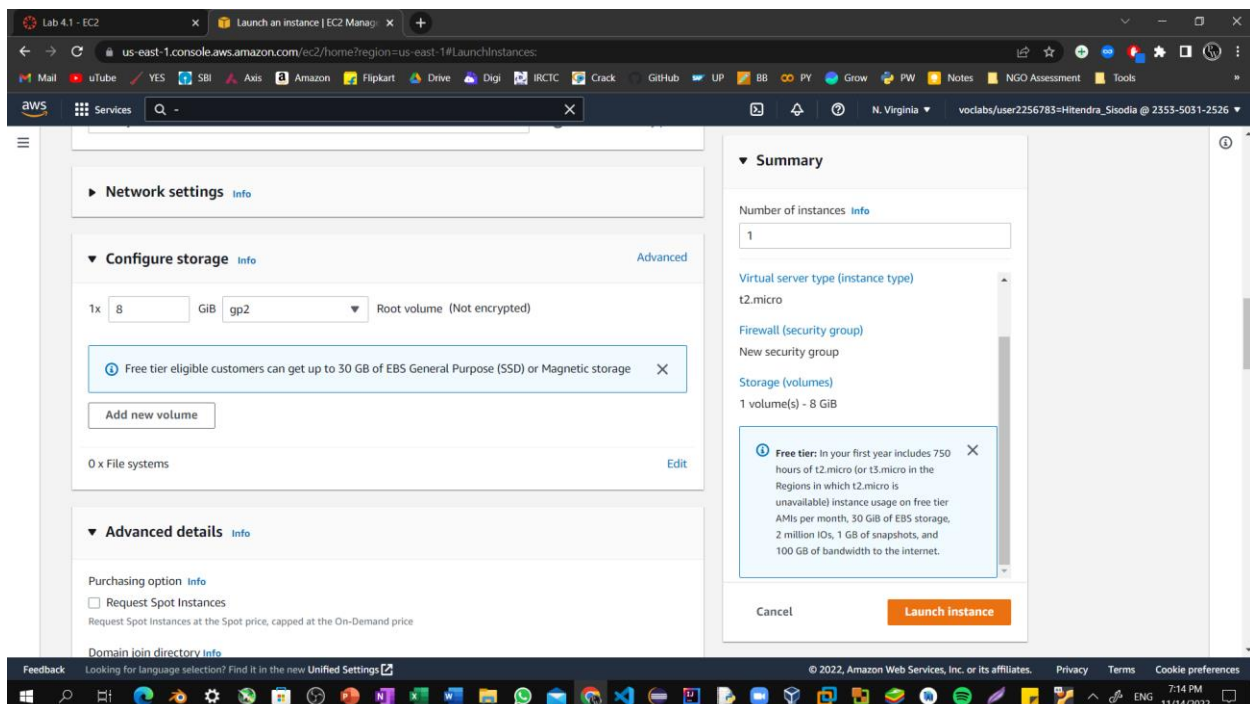 Lab 4.1 - EC2
Launch an instance | EC2 Manag
us-east-1.console.aws.amazon.com/ec2/home?region=us-east-1#LaunchInstances:
Mail uTube YES SBI Axis Amazon Flipkart Drive Digi IRCTC Crack GitHub UP BB PY Grow PW Notes NGO Assessment Tools »
aws Services - N. Virginia voclabs/user2256783=Hitendra_Sisodia @ 2353-5031-2526
Network settings Info
Configure storage Info Advanced
1x 8 GiB gp2 Root volume (Not encrypted)
Free tier eligible customers can get up to 30 GB of EBS General Purpose (SSD) or Magnetic storage
Add new volume
0 x File systems Edit
Advanced details Info
Purchasing option Info
Request Spot Instances
Request Spot Instances at the Spot price, capped at the On-Demand price
Domain join directory Info
Summary
Number of instances Info
1
Virtual server type (instance type)
t2.micro
Firewall (security group)
New security group
Storage (volumes)
1 volume(s) - 8 GiB
Free tier: In your first year includes 750
hours of t2.micro (or t3.micro in the
Regions in which t2.micro is
unavailable) instance usage on free tier
AMIs per month, 30 GiB of EBS storage,
2 million IOs, 1 GB of snapshots, and
100 GB of bandwidth to the internet.
Cancel Launch instance
Feedback Looking for language selection? Find it in the new Unified Settings © 2022, Amazon Web Services, Inc. or its affiliates. Privacy Terms Cookie preferences
ENG 7:14 PM
11/14/2022